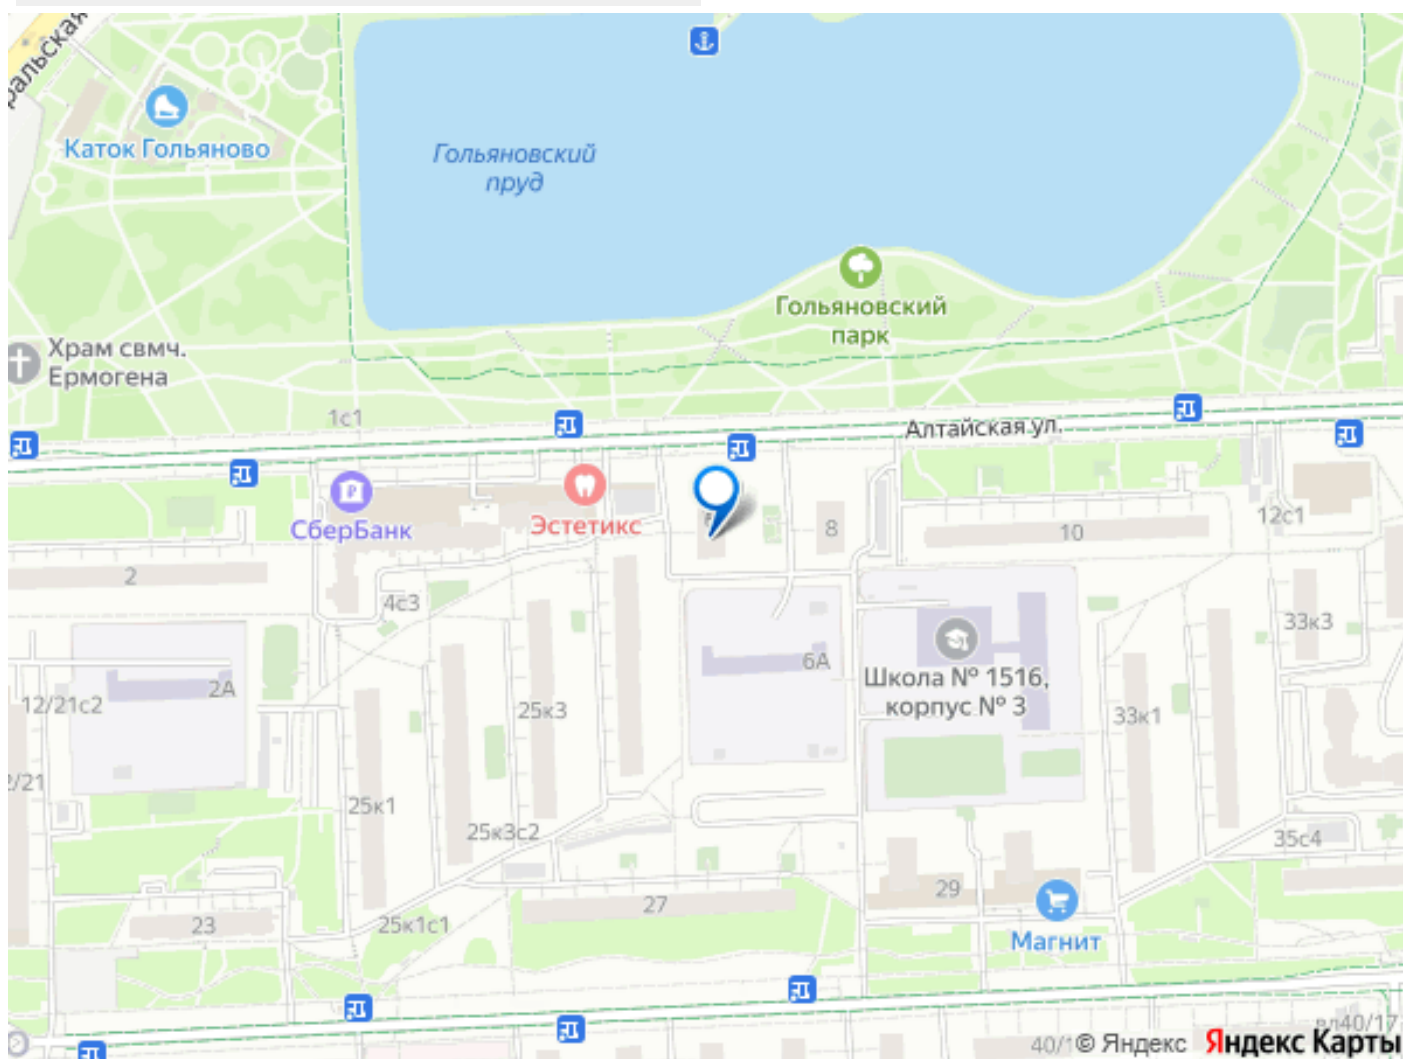 Каток Гольяново
Гольяновский
пруд
Гольяновский
парк
Храм свмч.
Ермогена
1с1
Алтайская ул.
СберБанк
Эстетикс
8
10
12с1
2
4с3
33к3
6А
Школа № 1516,
корпус № 3
2А
12/21с2
25к3
33к1
25к1
25к3с2
35с4
29
27
23
25к1с1
Магнит
© Яндекс
Яндекс Карты